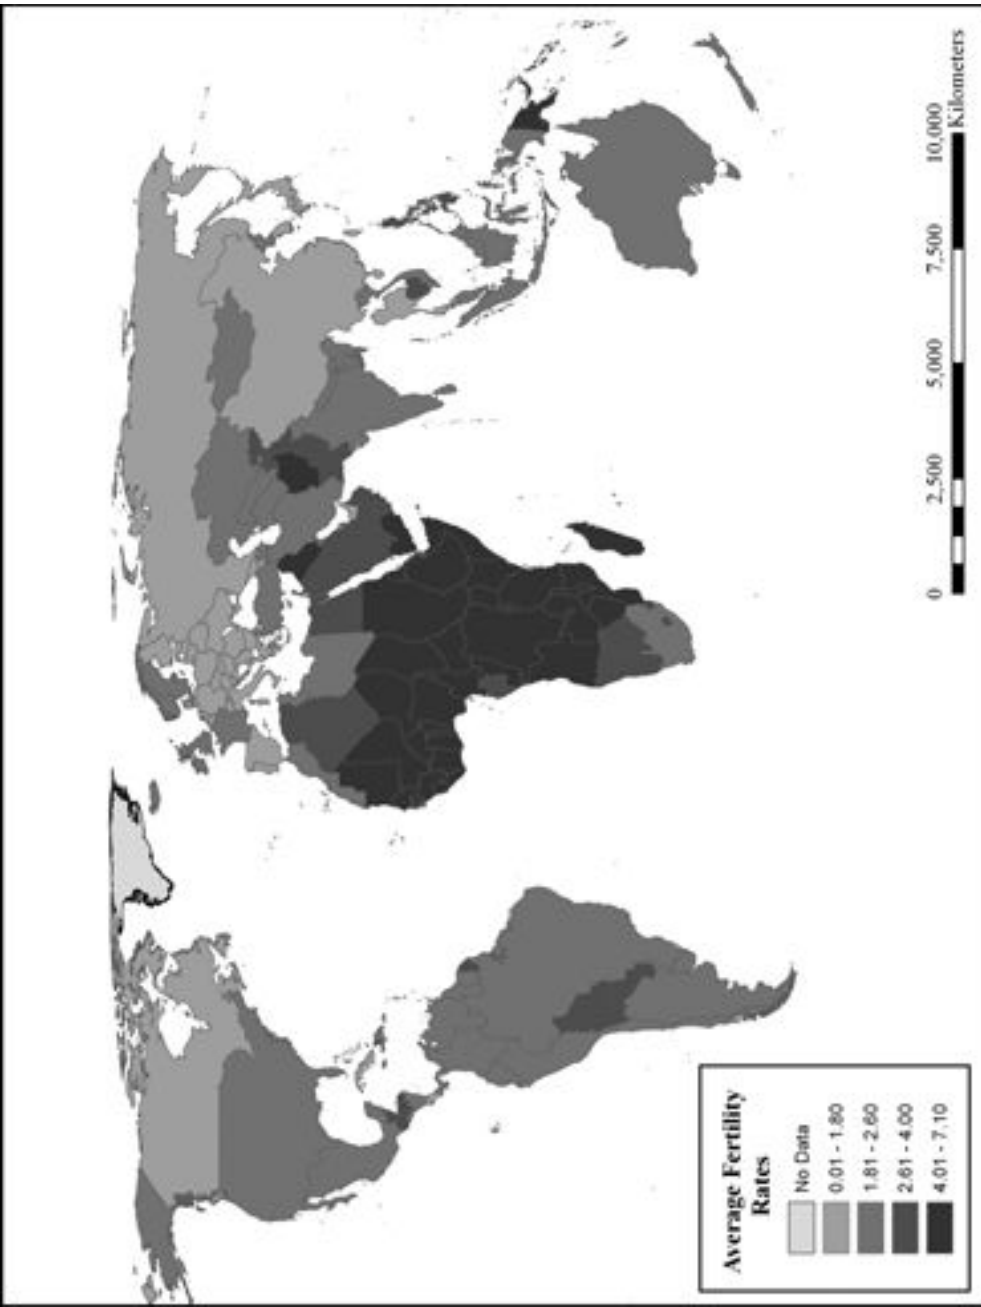 Average Fertility
Rates
No Data
0.01 - 1.80
1.81 - 2.60
2.61 - 4.00
4.01 - 7.10
0 2,500 5,000 7,500 10,000
Kilometers